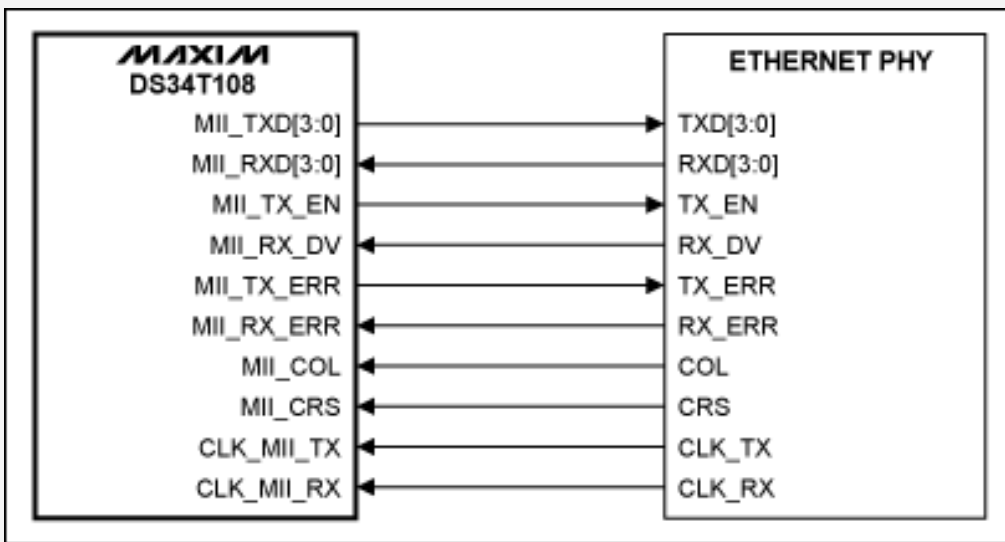 MAXIM
DS34T108
ETHERNET PHY
MII_TXD[3:0] TXD[3:0]
MII_RXD[3:0] RXD[3:0]
MII_TX_EN TX_EN
MII_RX_DV RX_DV
MII_TX_ERR TX_ERR
MII_RX_ERR RX_ERR
MII_COL COL
MII_CRS CRS
CLK_MII_TX CLK_TX
CLK_MII_RX CLK_RX